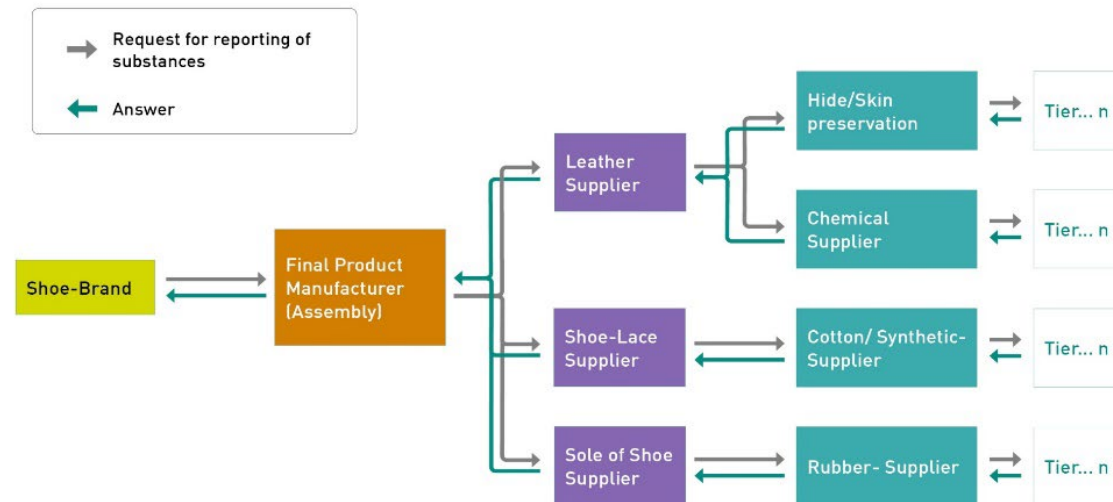 Request for reporting of
substances
Answer
Shoe-Brand
Final Product
Manufacturer
(Assembly)
Leather
Supplier
Shoe-Lace
Supplier
Sole of Shoe
Supplier
Hide/Skin
preservation
Chemical
Supplier
Cotton/ Synthetic-
Supplier
Rubber- Supplier
Tier... n
Tier... n
Tier... n
Tier... n